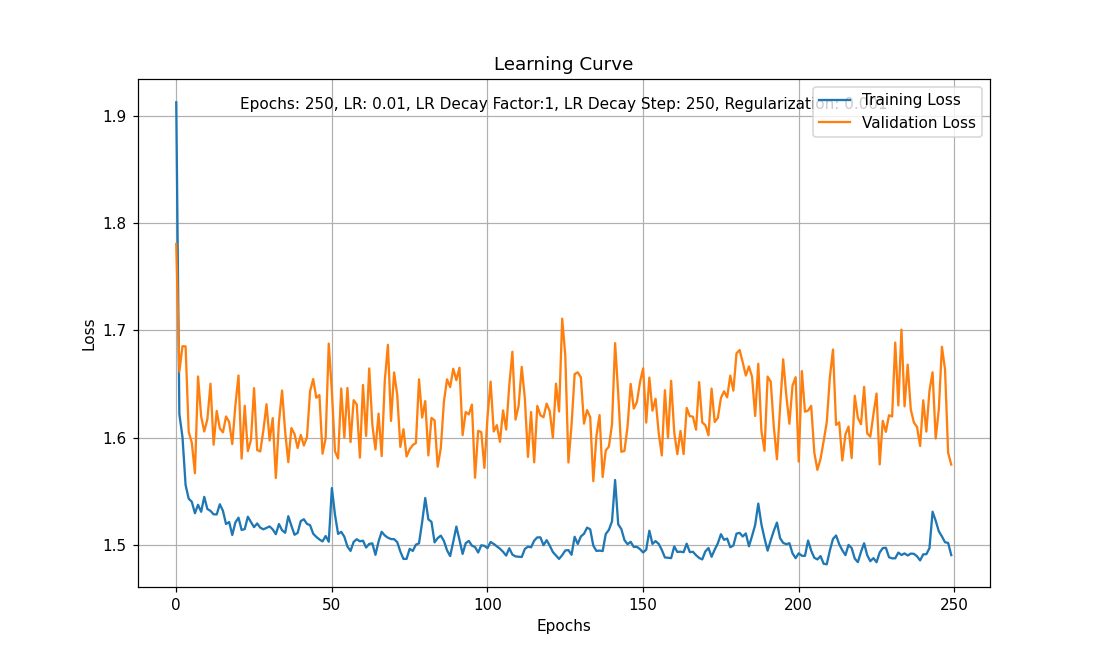 Learning Curve
Epochs: 250, LR: 0.01, LR Decay Factor:1, LR Decay Step: 250, Regularization: 0.001
Training Loss
Validation Loss
1.9
1.8
1.7
1.6
1.5
Loss
0 50 100 150 200 250
Epochs